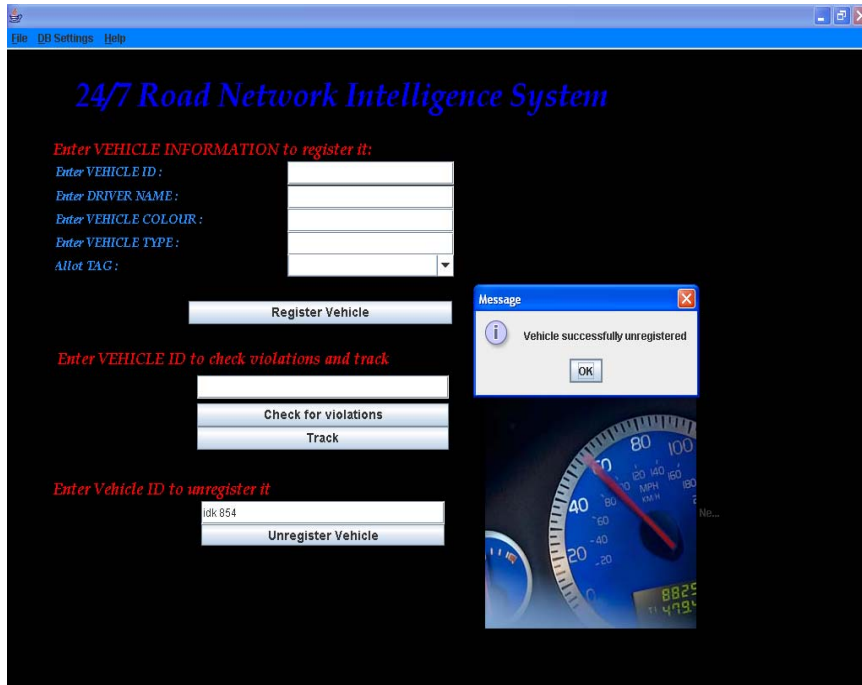 File DB Settings Help
24/7 Road Network Intelligence System
Enter VEHICLE INFORMATION to register it:
Enter VEHICLE ID :
Enter DRIVER NAME :
Enter VEHICLE COLOUR :
Enter VEHICLE TYPE :
Allot TAG :
Register Vehicle
Message
Vehicle successfully unregistered
OK
Enter VEHICLE ID to check violations and track
Check for violations
Track
Enter Vehicle ID to unregister it
idk 854
Unregister Vehicle
80 100
60 120 140 160
MPH 180
40 80 KM/H
60 Ne...
40
20 20
0